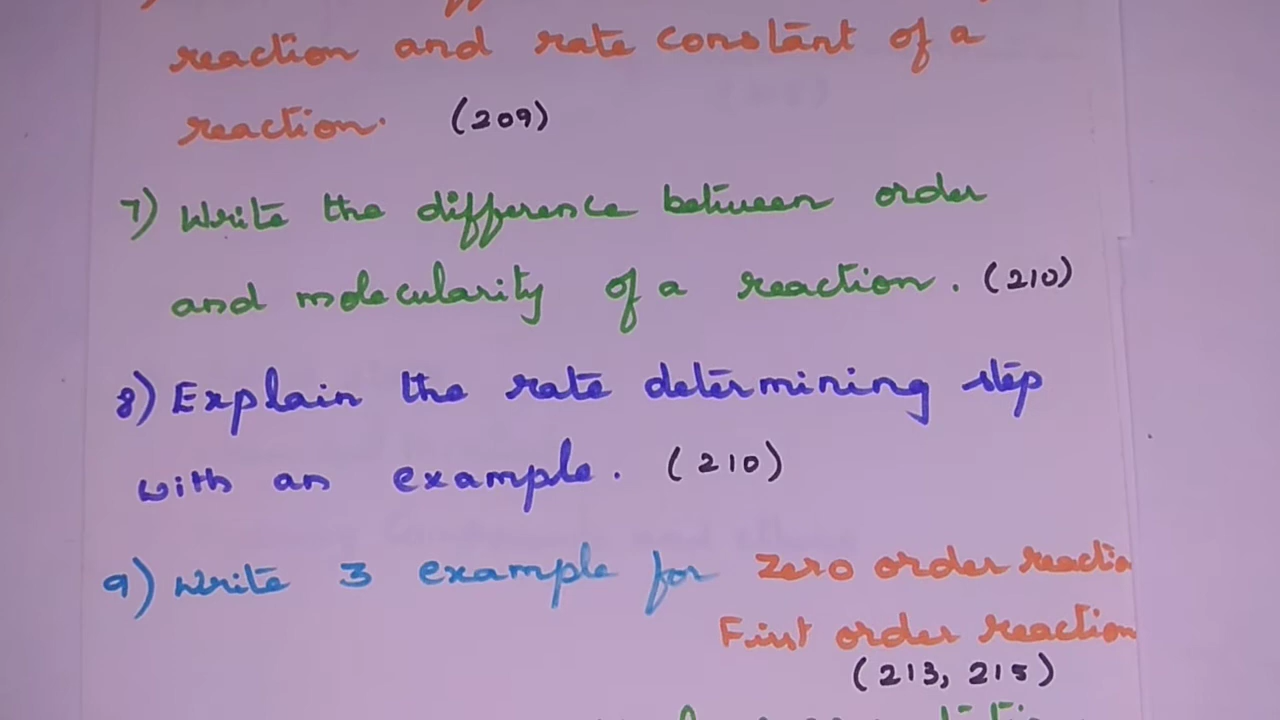 reaction and rate constant of a
reaction. (209)
7) Write the difference between order
and molecularity of a reaction. (210)
8) Explain the rate determining step
with an example. (210)
9) Write 3 example for zero order reactio
First order reaction
(213, 215)